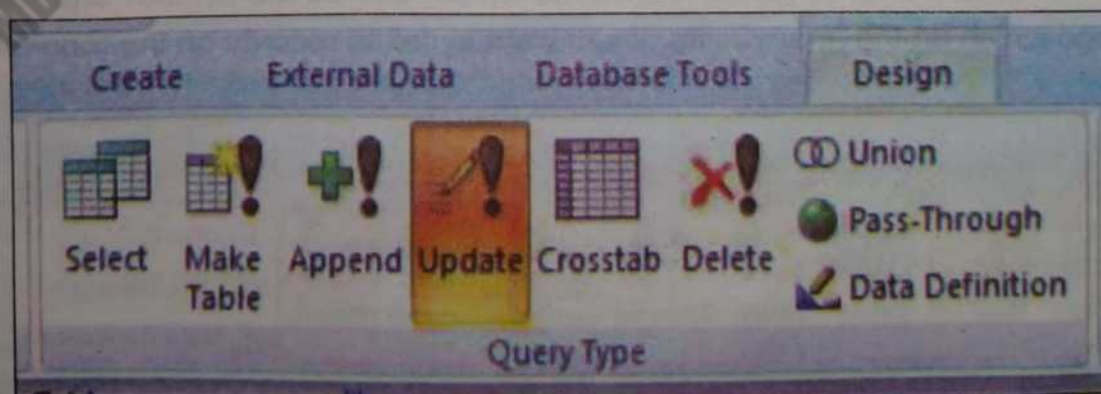 Create External Data Database Tools Design
Select Make Table Append Update Crosstab Delete
Union
Pass-Through
Data Definition
Query Type